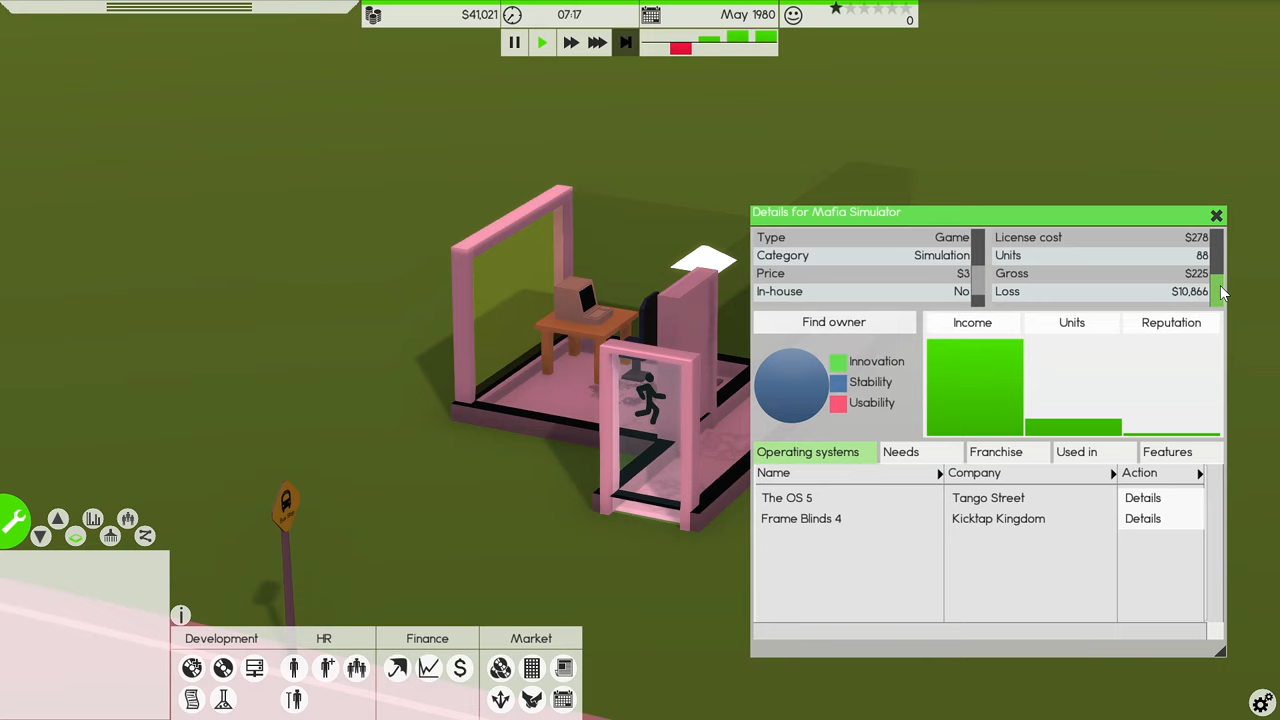 $41,021
07:17
May 1980
0
Details for Mafia Simulator
Type Game
Category Simulation
Price $3
In-house No
License cost $278
Units 88
Gross $225
Loss $10,866
Find owner
Income Units Reputation
Innovation
Stability
Usability
Operating systems Needs Franchise Used in Features
Name Company Action
The OS 5 Tango Street Details
Frame Blinds 4 Kicktap Kingdom Details
i
Development HR Finance Market